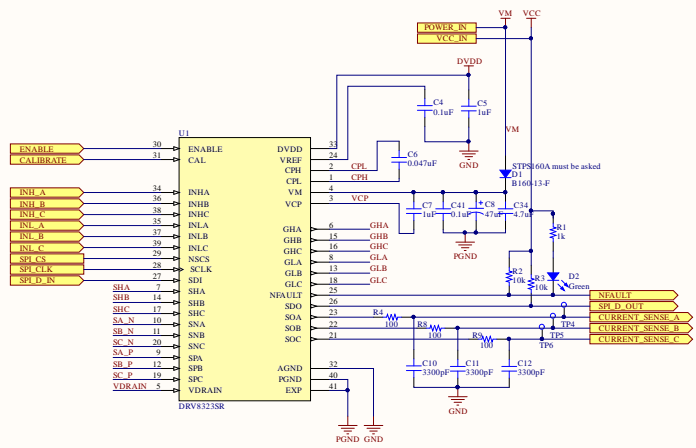 VM VCC
POWER_IN
VCC_IN
DVDD
C4
0.1uF
C5
1uF
GND
VM
U1
ENABLE 30 ENABLE DVDD 33
CALIBRATE 31 CAL VREF 24
CPH 2 CPL
CPL 1 CPH
C6
0.047uF
STPS160A must be asked
D1
B160-13-F
INH_A 34 INHA VM 4
INH_B 36 INHB VCP 3 VCP
INH_C 38 INHC
INL_A 35 INLA GHA 6 GHA
INL_B 37 INLB GHB 15 GHB
INL_C 39 INLC GHC 16 GHC
SPI_CS 29 NSCS GLA 8 GLA
SPI_CLK 28 SCLK GLB 13 GLB
SPI_D_IN 27 SDI GLC 18 GLC
C7
1uF
C41
0.1uF
C8
47uF
C34
4.7uF
PGND
R1
1k
R2
10k
R3
10k
D2
Green
SHA 7 SHA NFAULT 25 NFAULT
SHB 14 SHB SDO 26 SPI_D_OUT
SHC 17 SHC SOA 23 R4 100 CURRENT_SENSE_A
SA_N 10 SNA SOB 22 R8 100 TP4 CURRENT_SENSE_B
SB_N 11 SNB SOC 21 R9 100 TP5 CURRENT_SENSE_C
SC_N 20 SNC TP6
SA_P 9 SPA
SB_P 12 SPB AGND 32
SC_P 19 SPC PGND 40
VDRAIN 5 VDRAIN EXP 41
C10
3300pF
C11
3300pF
C12
3300pF
GND
DRV8323SR
PGND GND